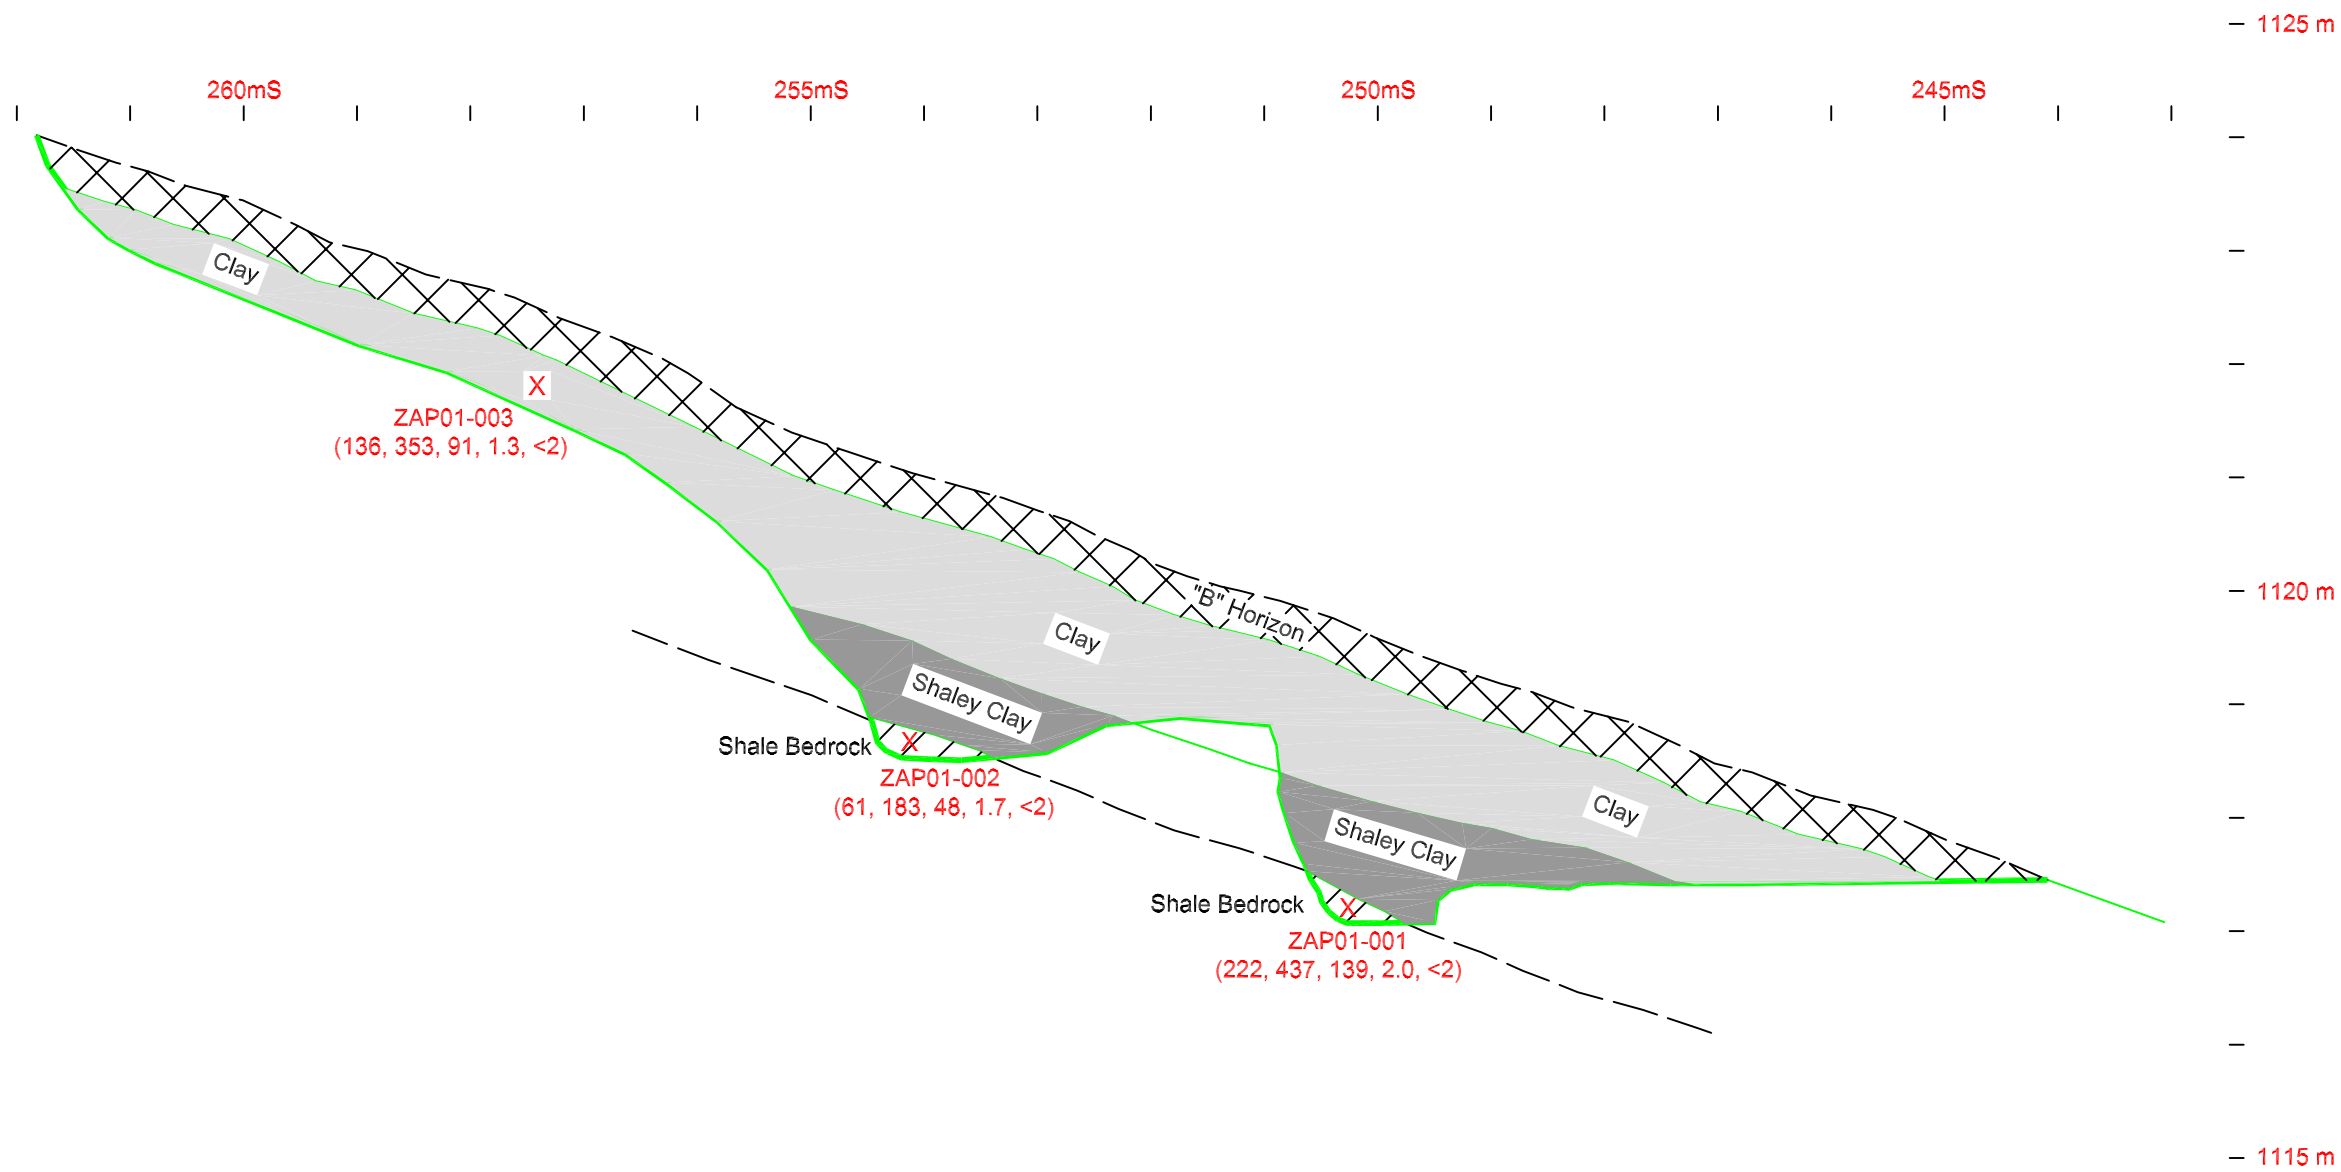 1125 m
260mS
255mS
250mS
245mS
Clay
X
ZAP01-003
(136, 353, 91, 1.3, <2)
"B" Horizon
1120 m
Clay
Shaley Clay
Shale Bedrock
X
ZAP01-002
(61, 183, 48, 1.7, <2)
Clay
Shaley Clay
Shale Bedrock
X
ZAP01-001
(222, 437, 139, 2.0, <2)
1115 m